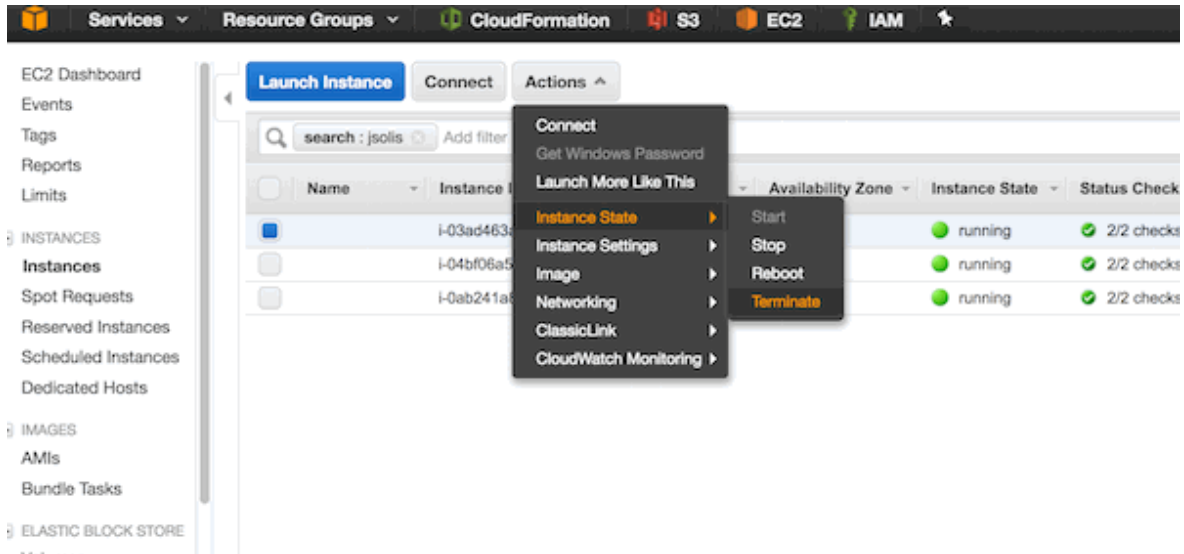 Services Resource Groups CloudFormation S3 EC2 IAM
EC2 Dashboard
Events
Tags
Reports
Limits
INSTANCES
Instances
Spot Requests
Reserved Instances
Scheduled Instances
Dedicated Hosts
IMAGES
AMIs
Bundle Tasks
ELASTIC BLOCK STORE
Launch Instance Connect Actions
search : jsolis Add filter
Name Instance Availability Zone Instance State Status Check
i-03ad463 running 2/2 checks
i-04bf06a5 running 2/2 checks
i-0ab241a running 2/2 checks
Connect
Get Windows Password
Launch More Like This
Instance State
Instance Settings
Image
Networking
ClassicLink
CloudWatch Monitoring
Start
Stop
Reboot
Terminate